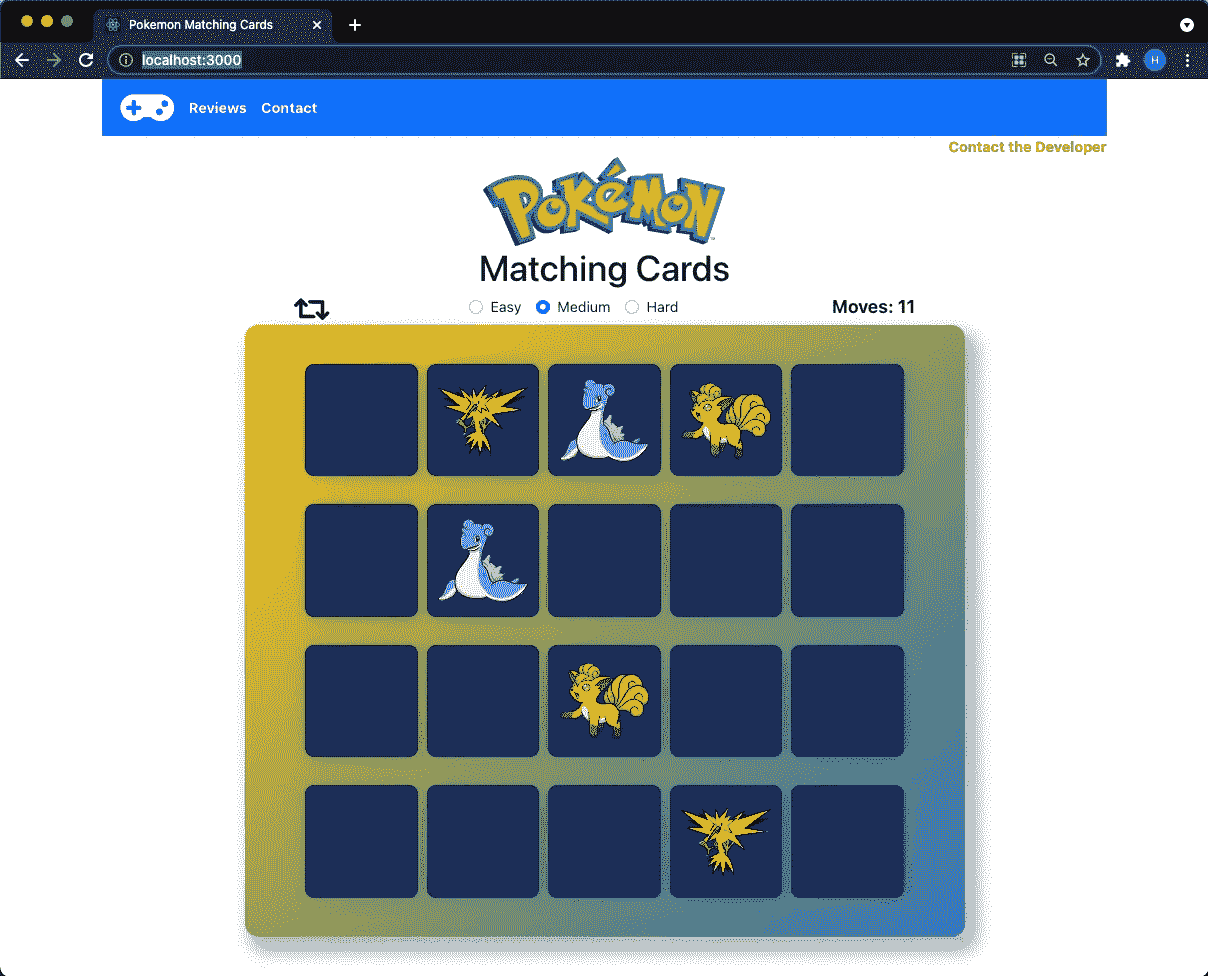 Pokemon Matching Cards
localhost:3000
H
Reviews Contact
Contact the Developer
POKéMON
Matching Cards
Easy Medium Hard Moves: 11